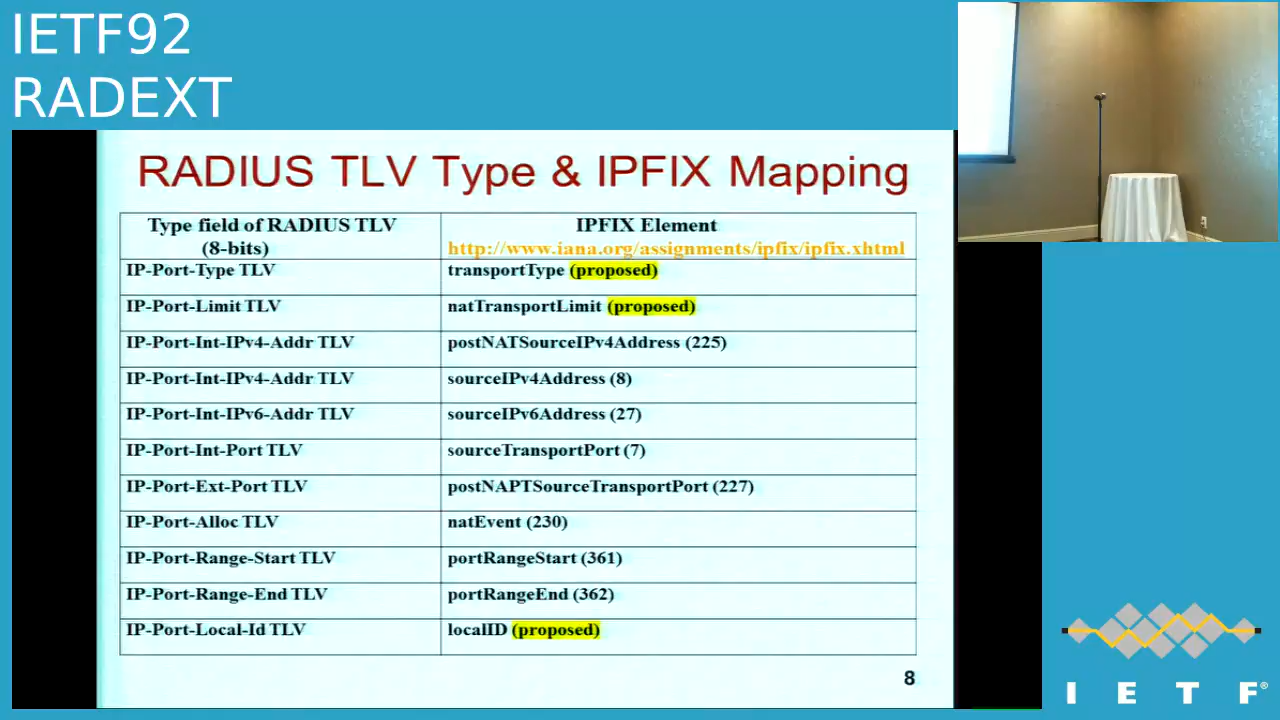 IETF92
RADEXT
RADIUS TLV Type & IPFIX Mapping
Type field of RADIUS TLV
(8-bits)
IPFIX Element
http://www.iana.org/assignments/ipfix/ipfix.xhtml
IP-Port-Type TLV
transportType (proposed)
IP-Port-Limit TLV
natTransportLimit (proposed)
IP-Port-Int-IPv4-Addr TLV
postNATSourceIPv4Address (225)
IP-Port-Int-IPv4-Addr TLV
sourceIPv4Address (8)
IP-Port-Int-IPv6-Addr TLV
sourceIPv6Address (27)
IP-Port-Int-Port TLV
sourceTransportPort (7)
IP-Port-Ext-Port TLV
postNAPTSourceTransportPort (227)
IP-Port-Alloc TLV
natEvent (230)
IP-Port-Range-Start TLV
portRangeStart (361)
IP-Port-Range-End TLV
portRangeEnd (362)
IP-Port-Local-Id TLV
localID (proposed)
8
I E T F®